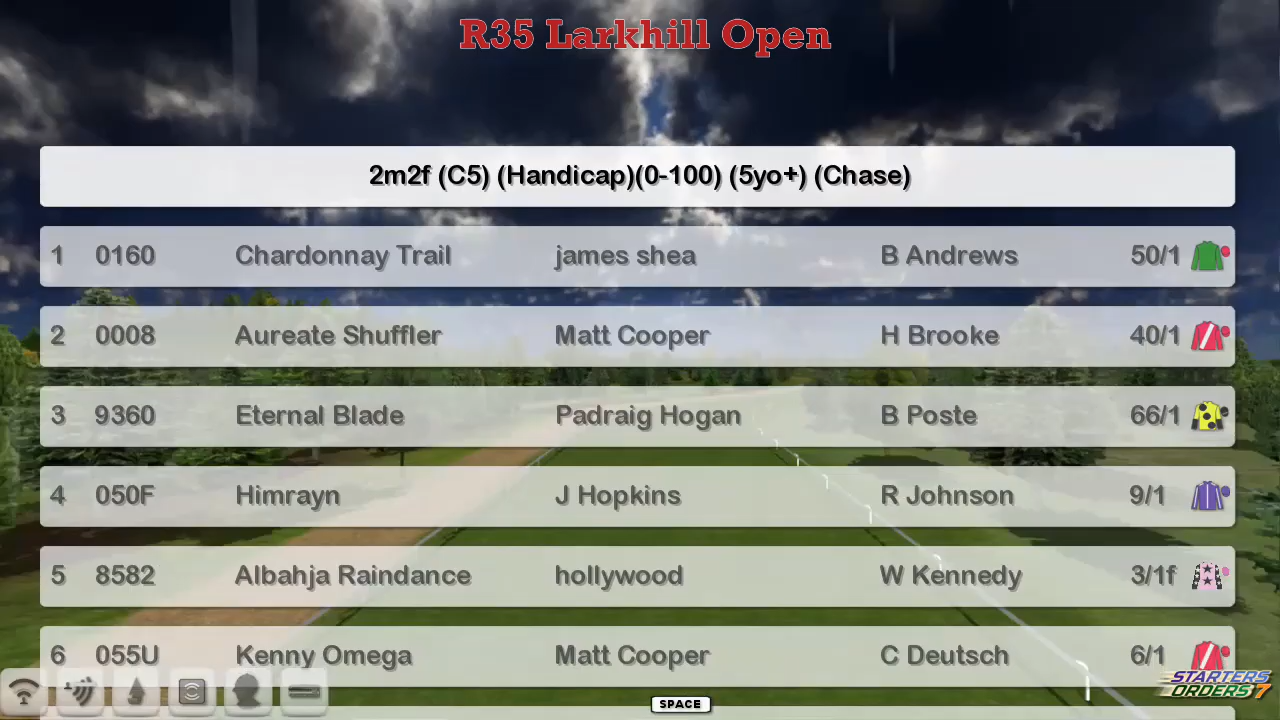 R35 Larkhill Open
2m2f (C5) (Handicap)(0-100) (5yo+) (Chase)
1 0160 Chardonnay Trail james shea B Andrews 50/1
2 0008 Aureate Shuffler Matt Cooper H Brooke 40/1
3 9360 Eternal Blade Padraig Hogan B Poste 66/1
4 050F Himrayn J Hopkins R Johnson 9/1
5 8582 Albahja Raindance hollywood W Kennedy 3/1f
6 055U Kenny Omega Matt Cooper C Deutsch 6/1
STARTERS
ORDERS 7
SPACE